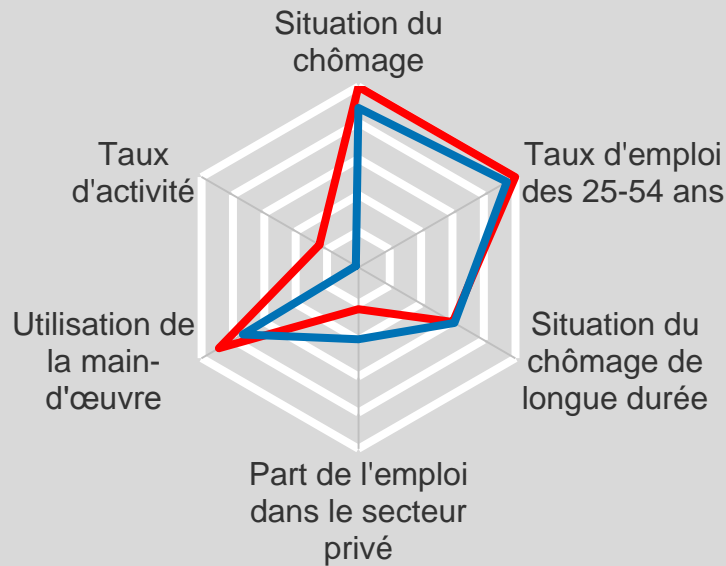 Situation du
chômage
Taux d'emploi
des 25-54 ans
Situation du
chômage de
longue durée
Part de l'emploi
dans le secteur
privé
Utilisation de
la main-
d'œuvre
Taux
d'activité